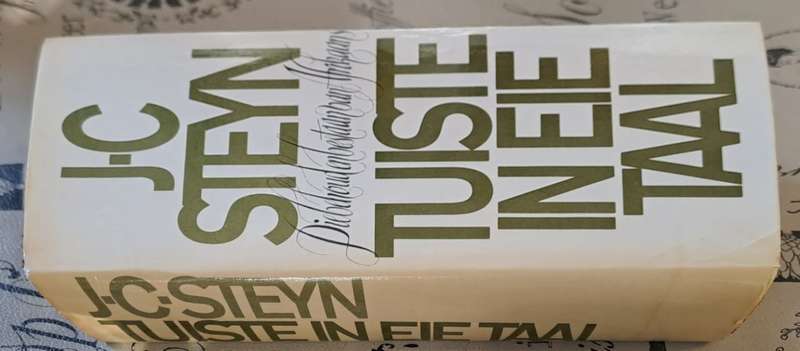 J·C
STEYN
Die behoud en bestaan van Afrikaans
TUISTE
IN EIE
TAAL
J·C·STEYN
TUISTE IN EIE TAAL